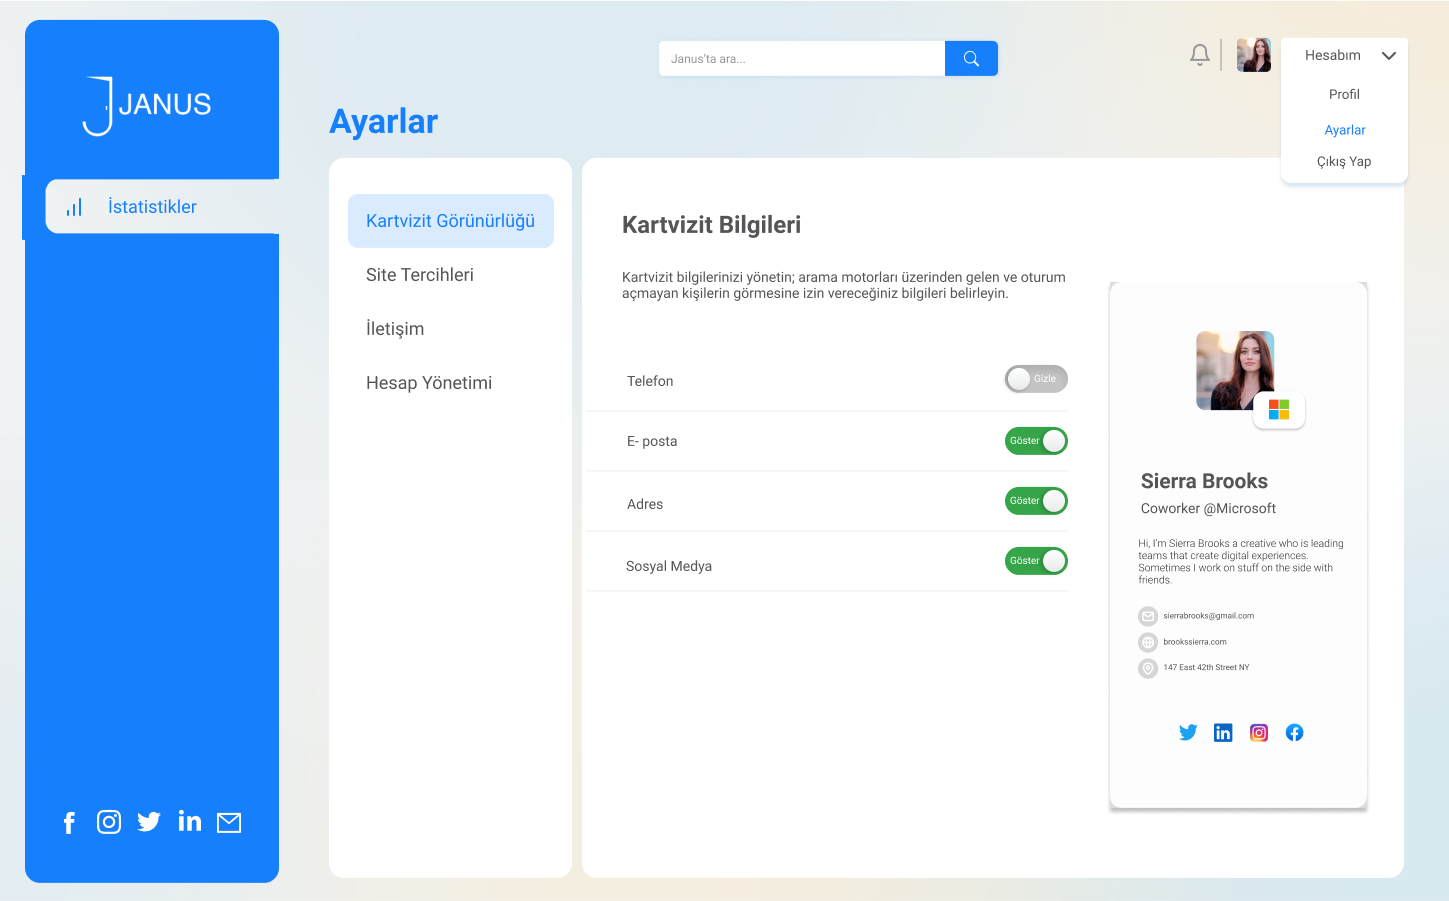 JANUS
Janus'ta ara...
Hesabım
Profil
Ayarlar
Çıkış Yap
Ayarlar
İstatistikler
Kartvizit Görünürlüğü
Site Tercihleri
İletişim
Hesap Yönetimi
Kartvizit Bilgileri
Kartvizit bilgilerinizi yönetin; arama motorları üzerinden gelen ve oturum
açmayan kişilerin görmesine izin vereceğiniz bilgileri belirleyin.
Telefon
Gizle
E- posta
Göster
Adres
Göster
Sosyal Medya
Göster
Sierra Brooks
Coworker @Microsoft
Hi, I'm Sierra Brooks a creative who is leading
teams that create digital experiences.
Sometimes I work on stuff on the side with
friends.
sierrabrooks@gmail.com
brookssierra.com
147 East 42th Street NY